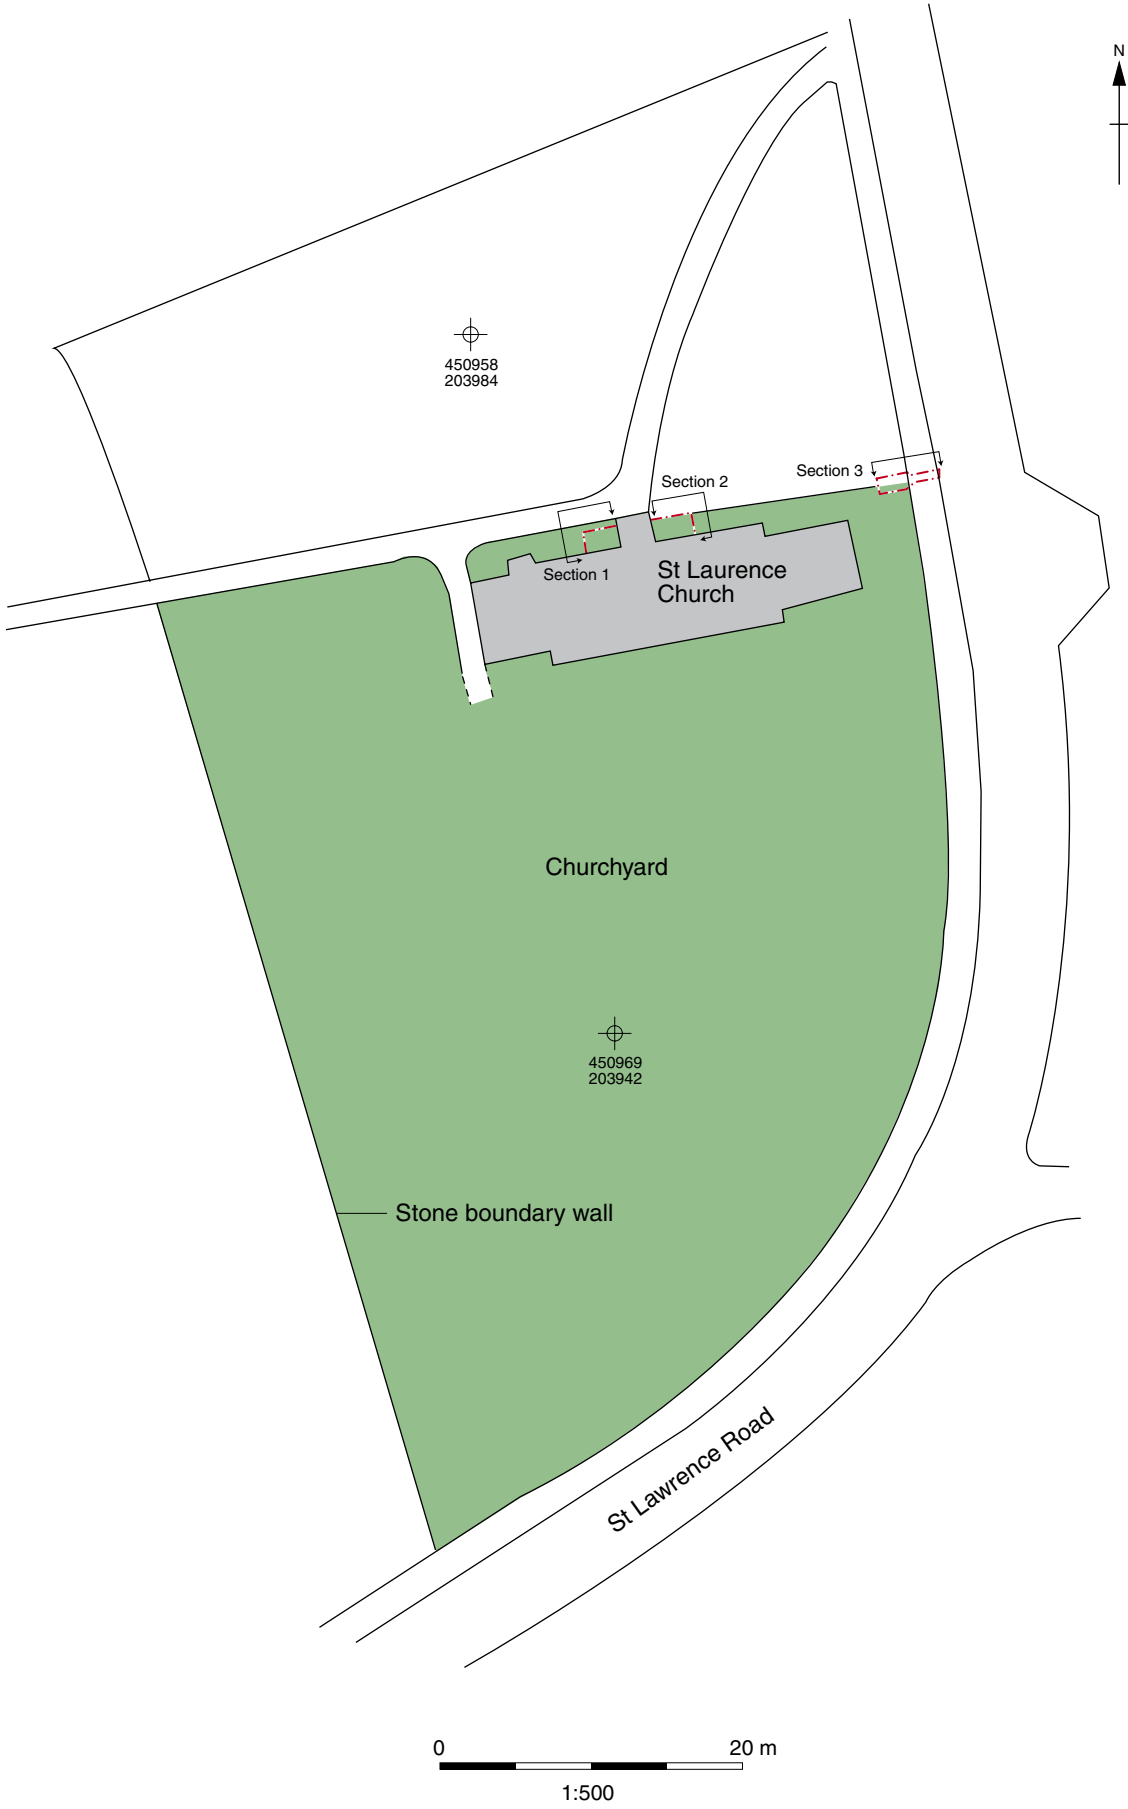 N
450958
203984
Section 3
Section 2
Section 1
St Laurence
Church
Churchyard
450969
203942
Stone boundary wall
St Lawrence Road
0 20 m
1:500